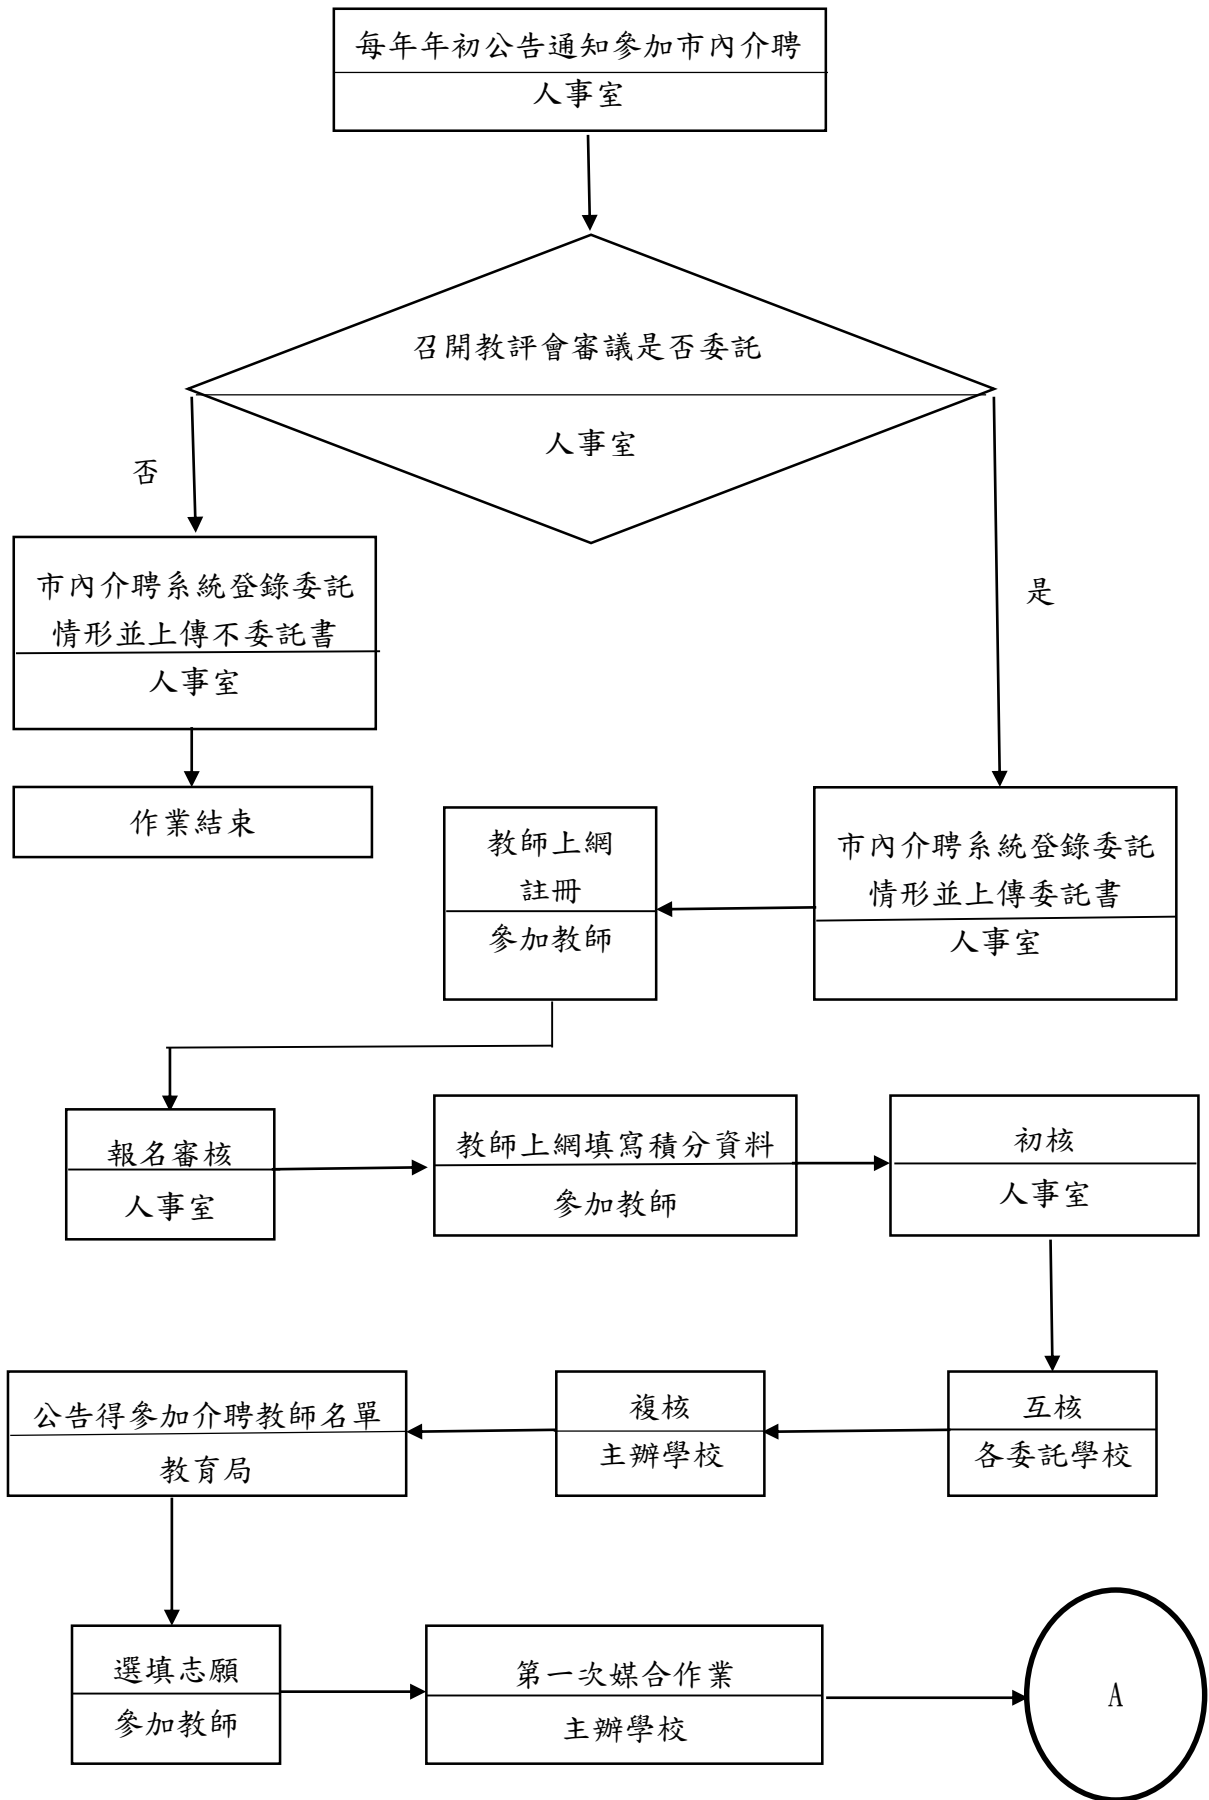 每年年初公告通知參加市內介聘
人事室
召開教評會審議是否委託
人事室
否
是
市內介聘系統登錄委託
情形並上傳不委託書
人事室
作業結束
教師上網
註冊
參加教師
市內介聘系統登錄委託
情形並上傳委託書
人事室
報名審核
人事室
教師上網填寫積分資料
參加教師
初核
人事室
公告得參加介聘教師名單
教育局
複核
主辦學校
互核
各委託學校
選填志願
參加教師
第一次媒合作業
主辦學校
A